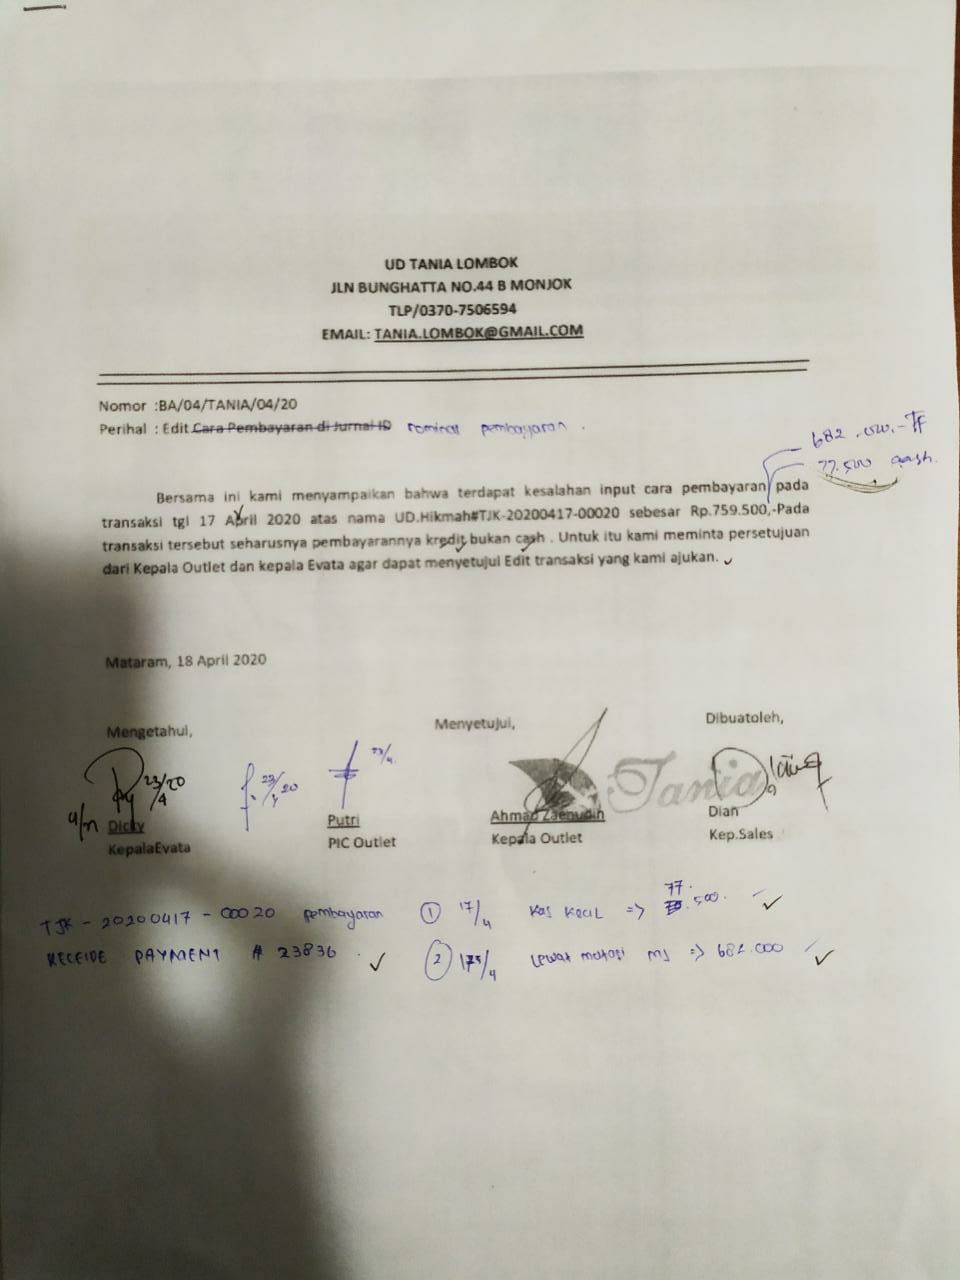 UD TANIA LOMBOK
JLN BUNGHATTA NO.44 B MONJOK
TLP/0370-7506594
EMAIL: TANIA.LOMBOK@GMAIL.COM
Nomor :BA/04/TANIA/04/20
Perihal : Edit Cara Pembayaran di Jurnal ID nominal pembayaran.
682.000.- TF
77.500 cash.
Bersama ini kami menyampaikan bahwa terdapat kesalahan input cara pembayaran pada
transaksi tgl 17 April 2020 atas nama UD.Hikmah#TJK-20200417-00020 sebesar Rp.759.500,-Pada
transaksi tersebut seharusnya pembayarannya kredit bukan cash . Untuk itu kami meminta persetujuan
dari Kepala Outlet dan kepala Evata agar dapat menyetujui Edit transaksi yang kami ajukan.
Mataram, 18 April 2020
Mengetahui,
Menyetujui,
Dibuatoleh,
23/4 20
23/4 20
23/4
Tania
a/n Dicky
Putri
Ahmad Zaenudin
Dian
KepalaEvata
PIC Outlet
Kepala Outlet
Kep.Sales
TJK - 20200417 - 00020 pembayaran ① 17/4 Kas Kecil => 77.500.
RECEIDE PAYMENT # 23836. ② /4 Lewat mutasi => 682.000